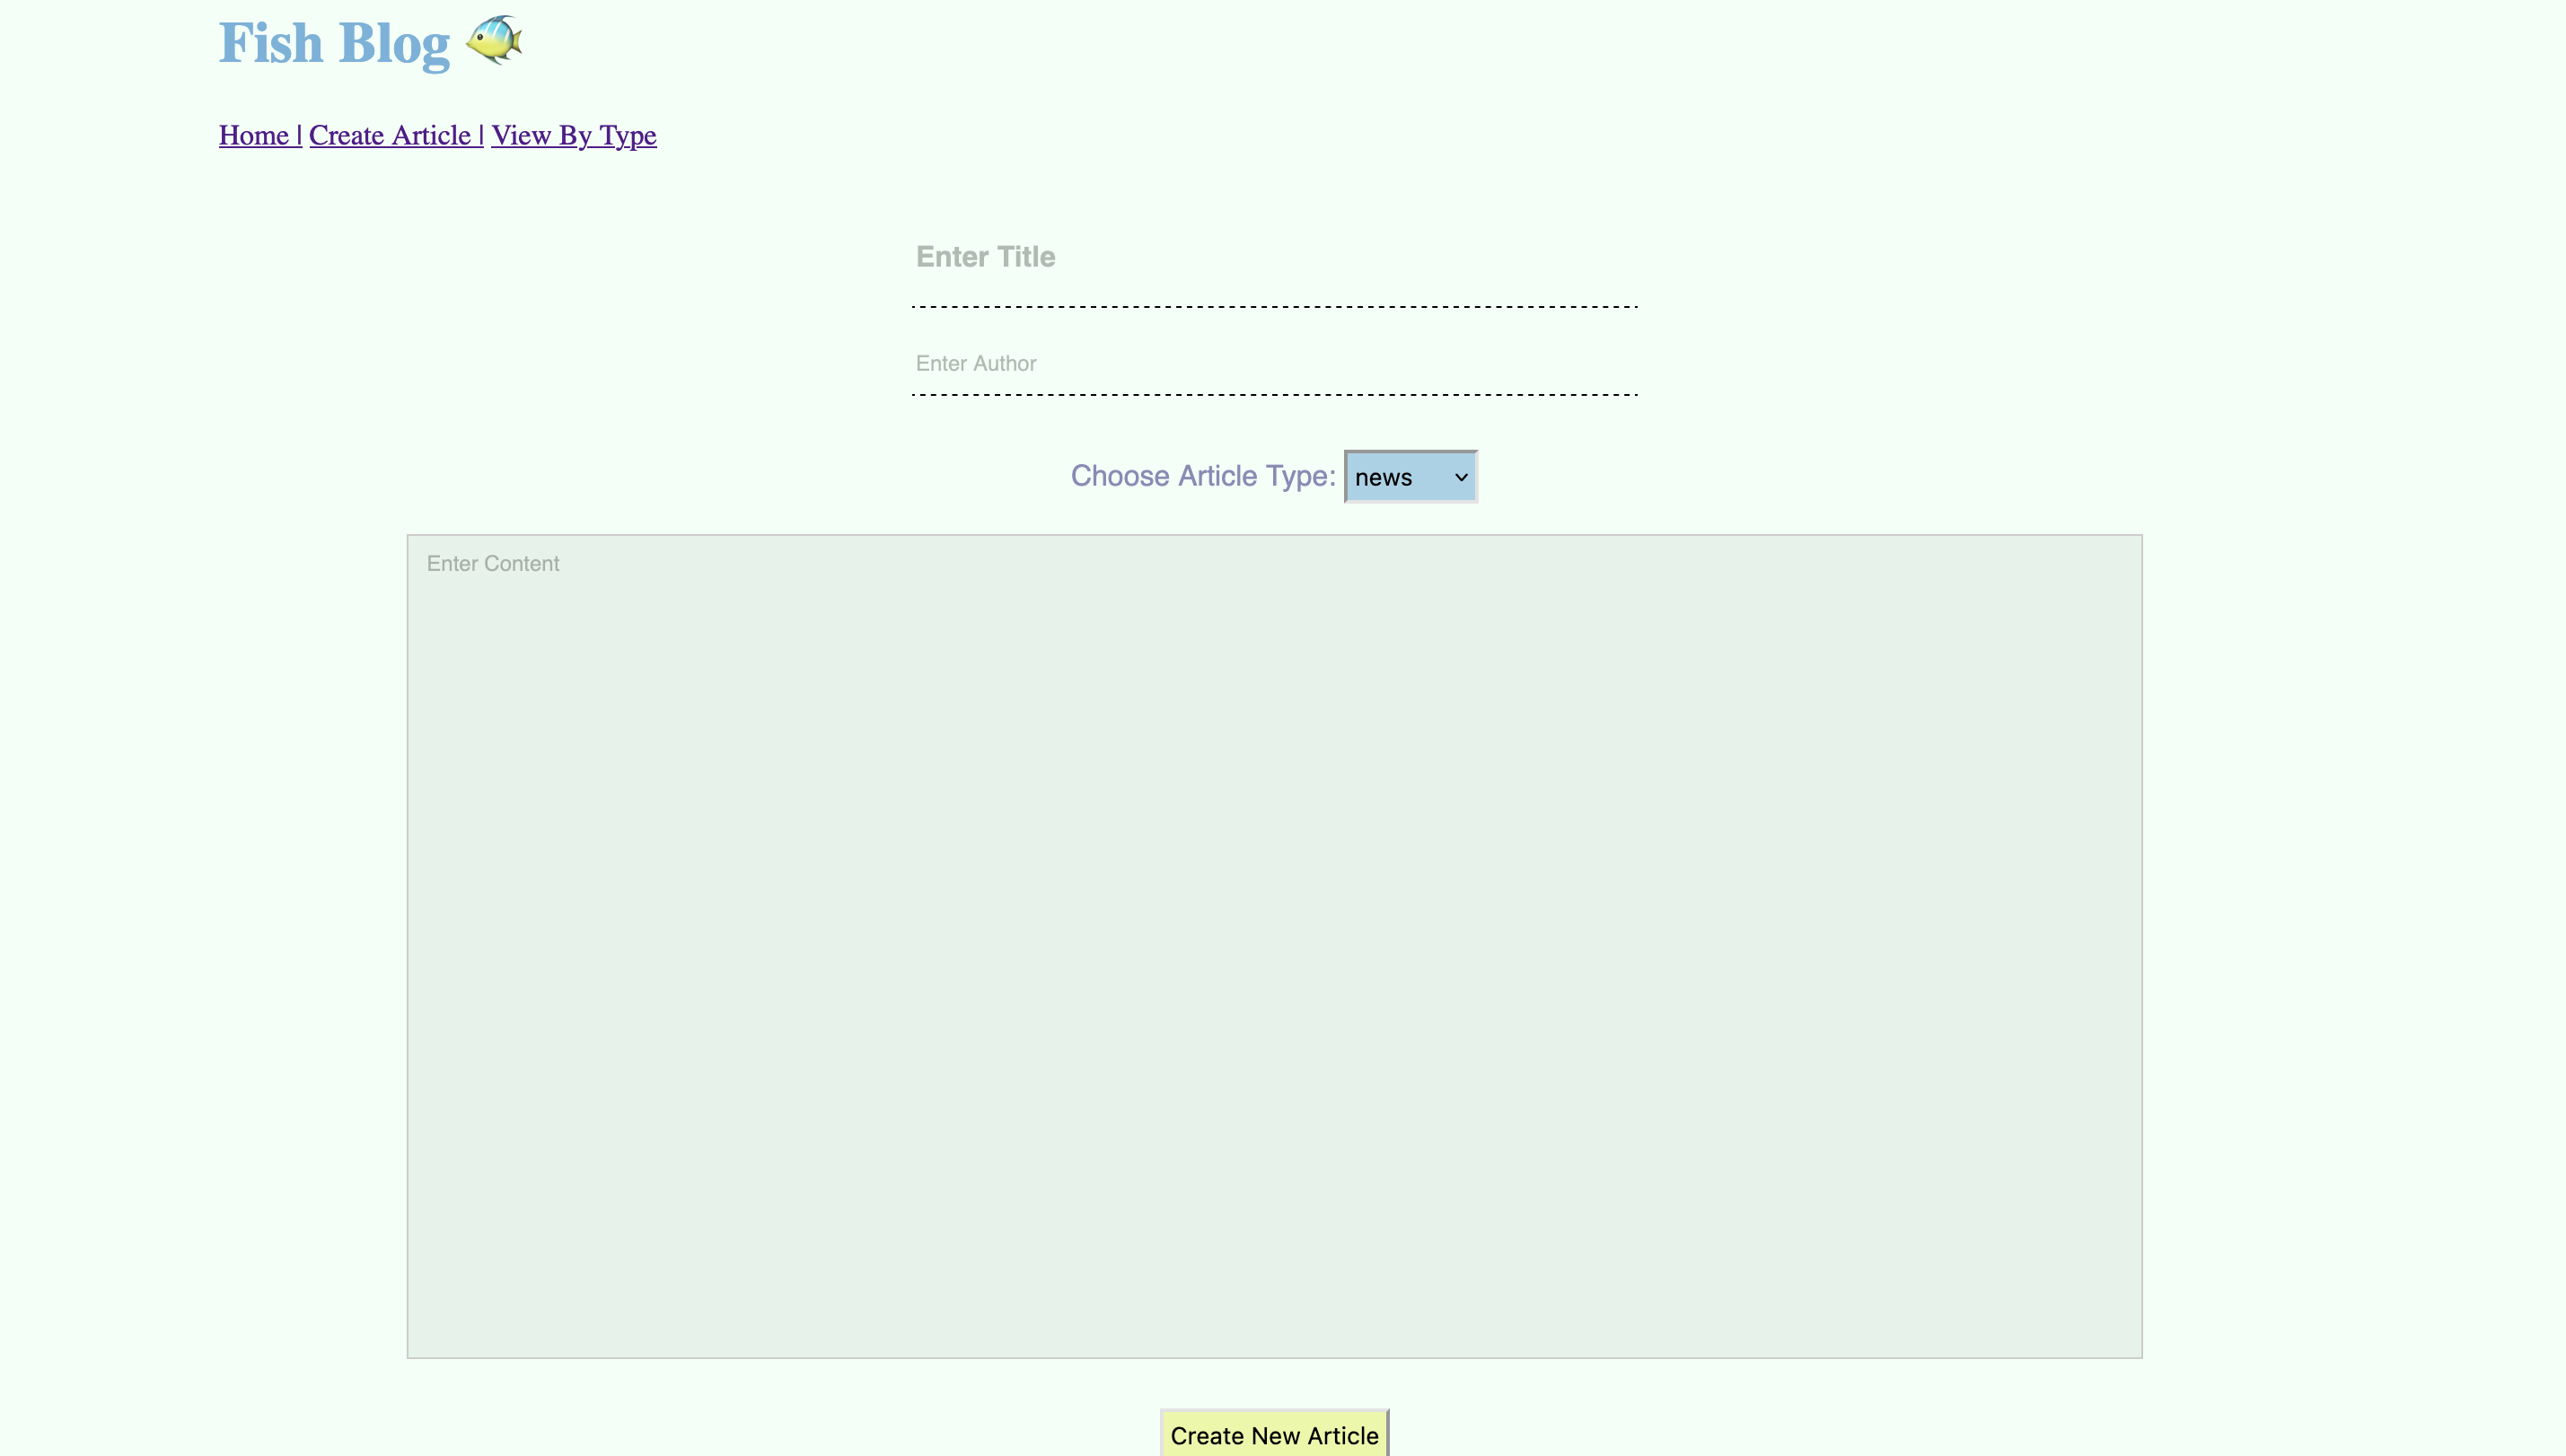 Fish Blog 🐠
Home | Create Article | View By Type
Enter Title
Enter Author
Choose Article Type: news
Enter Content
Create New Article